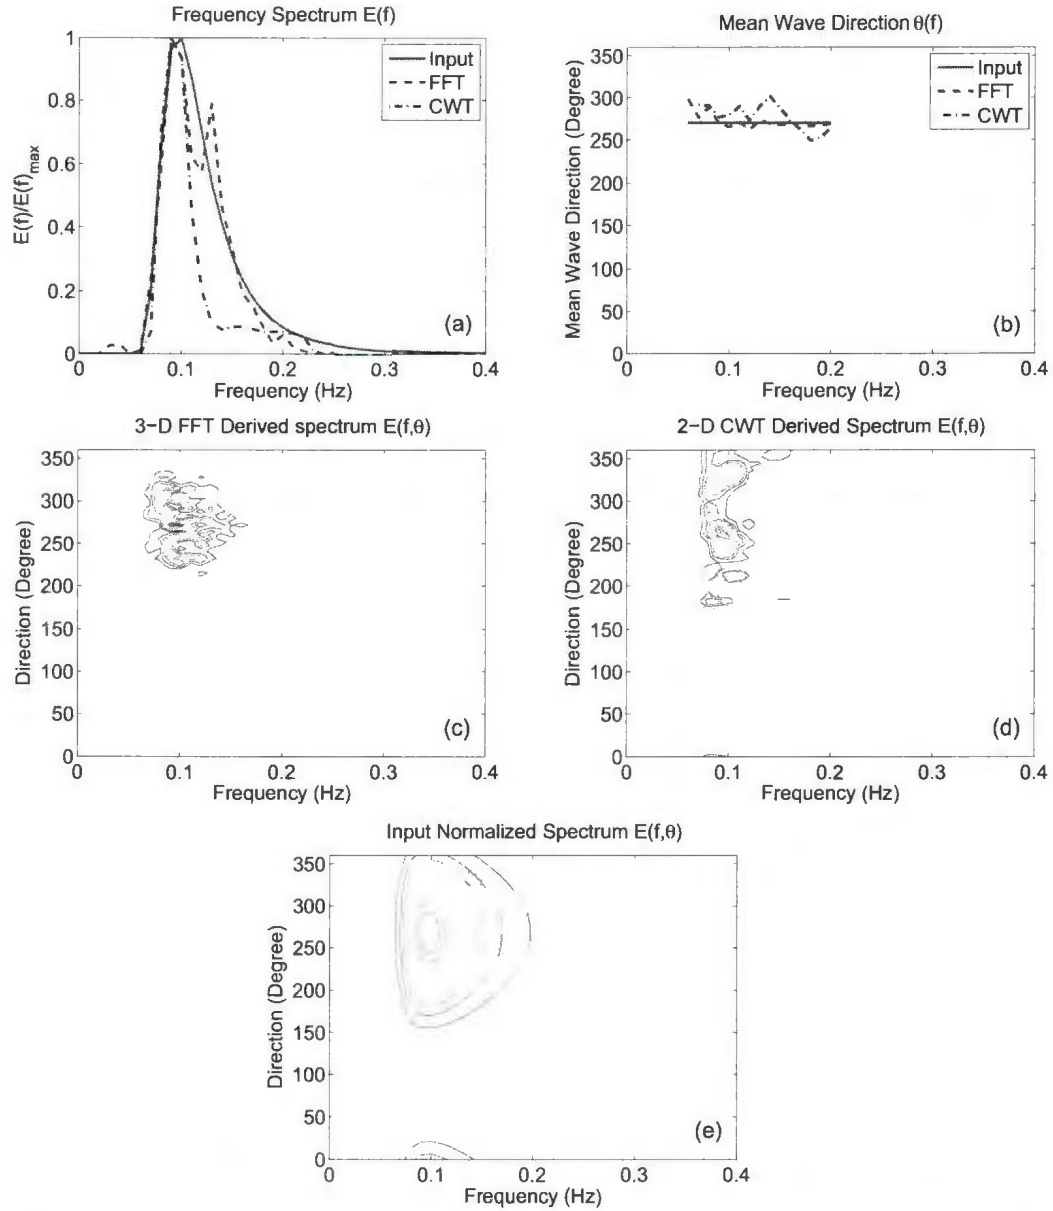 Frequency Spectrum E(f)
1
0.8
0.6
0.4
0.2
0
E(f)/E(f)max
Input
FFT
CWT
(a)
0
0.1
0.2
0.3
0.4
Frequency (Hz)
Mean Wave Direction θ(f)
350
300
250
200
150
100
50
0
Mean Wave Direction (Degree)
Input
FFT
CWT
(b)
0
0.1
0.2
0.3
0.4
Frequency (Hz)
3-D FFT Derived spectrum E(f,θ)
350
300
250
200
150
100
50
0
Direction (Degree)
(c)
0
0.1
0.2
0.3
0.4
Frequency (Hz)
2-D CWT Derived Spectrum E(f,θ)
350
300
250
200
150
100
50
0
Direction (Degree)
(d)
0
0.1
0.2
0.3
0.4
Frequency (Hz)
Input Normalized Spectrum E(f,θ)
350
300
250
200
150
100
50
0
Direction (Degree)
(e)
0
0.1
0.2
0.3
0.4
Frequency (Hz)